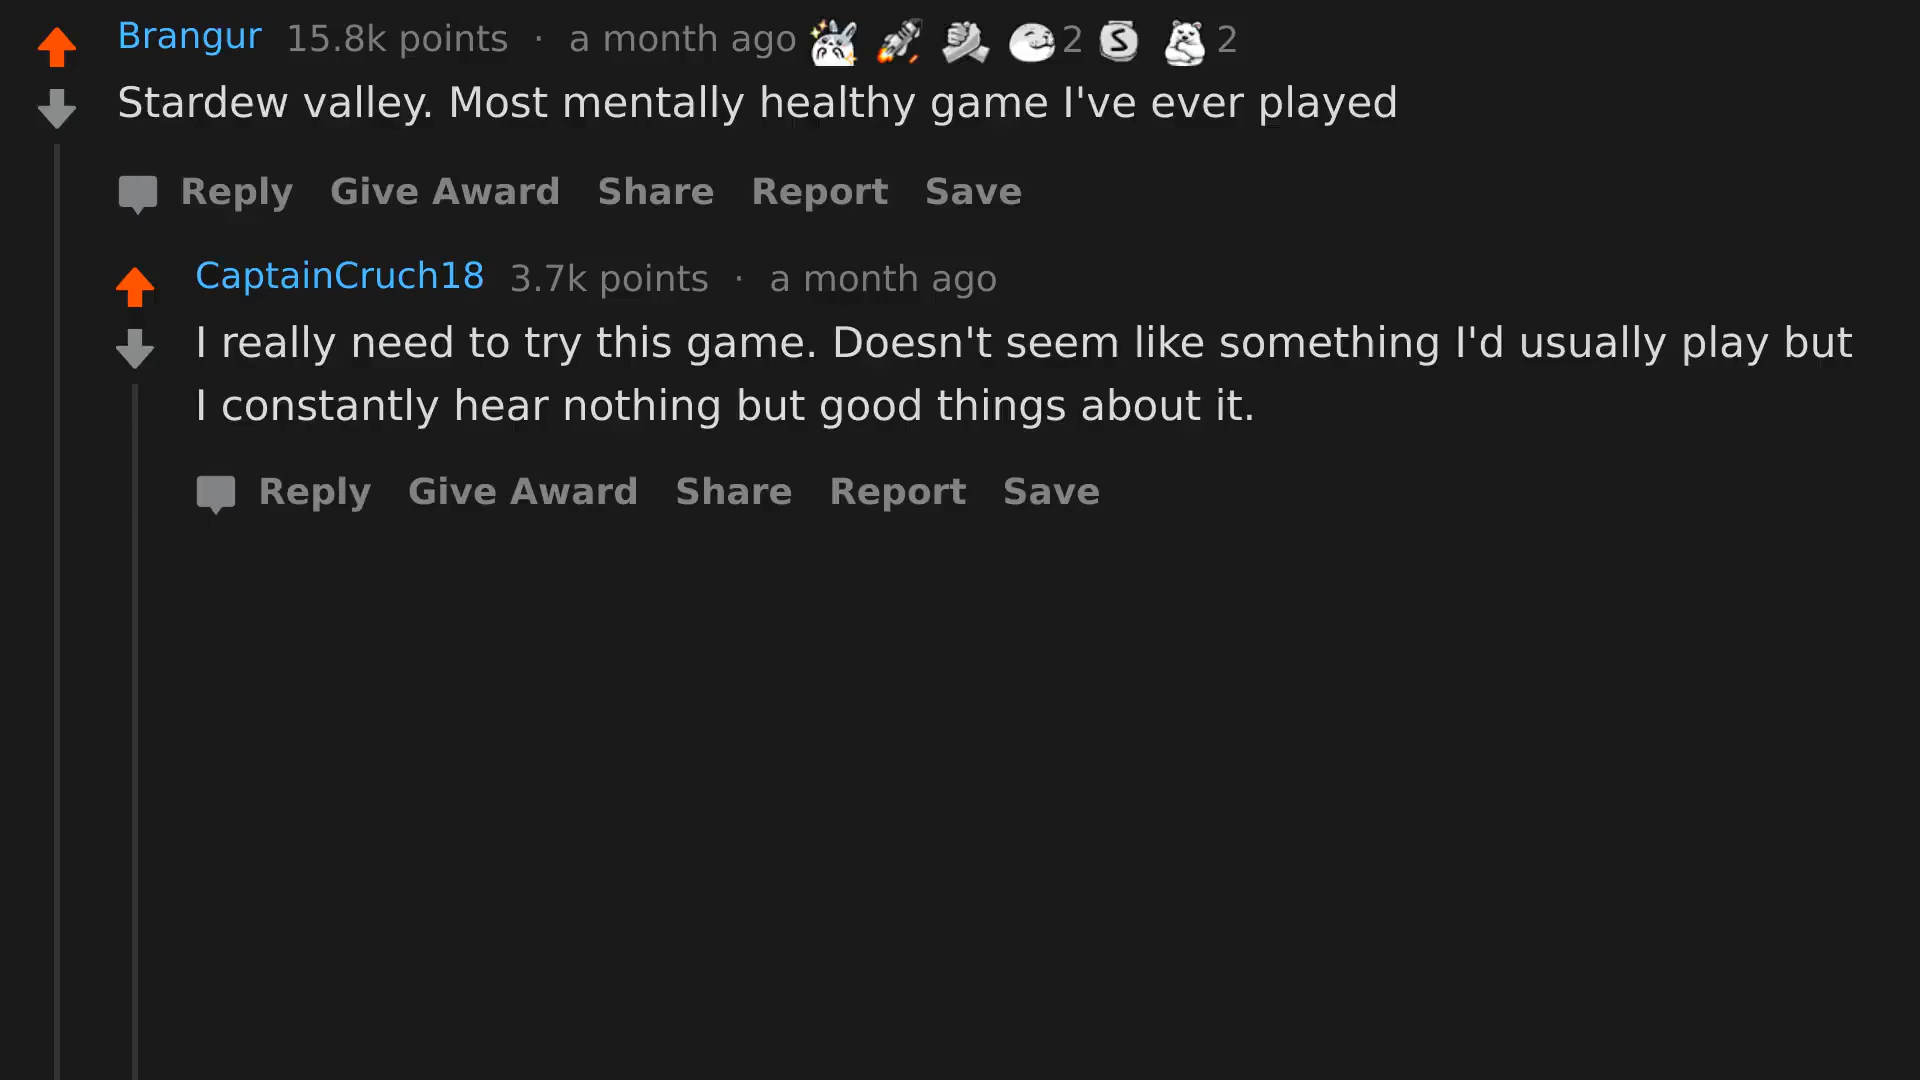 Brangur 15.8k points · a month ago 2 2
Stardew valley. Most mentally healthy game I've ever played
Reply Give Award Share Report Save
CaptainCruch18 3.7k points · a month ago
I really need to try this game. Doesn't seem like something I'd usually play but
I constantly hear nothing but good things about it.
Reply Give Award Share Report Save